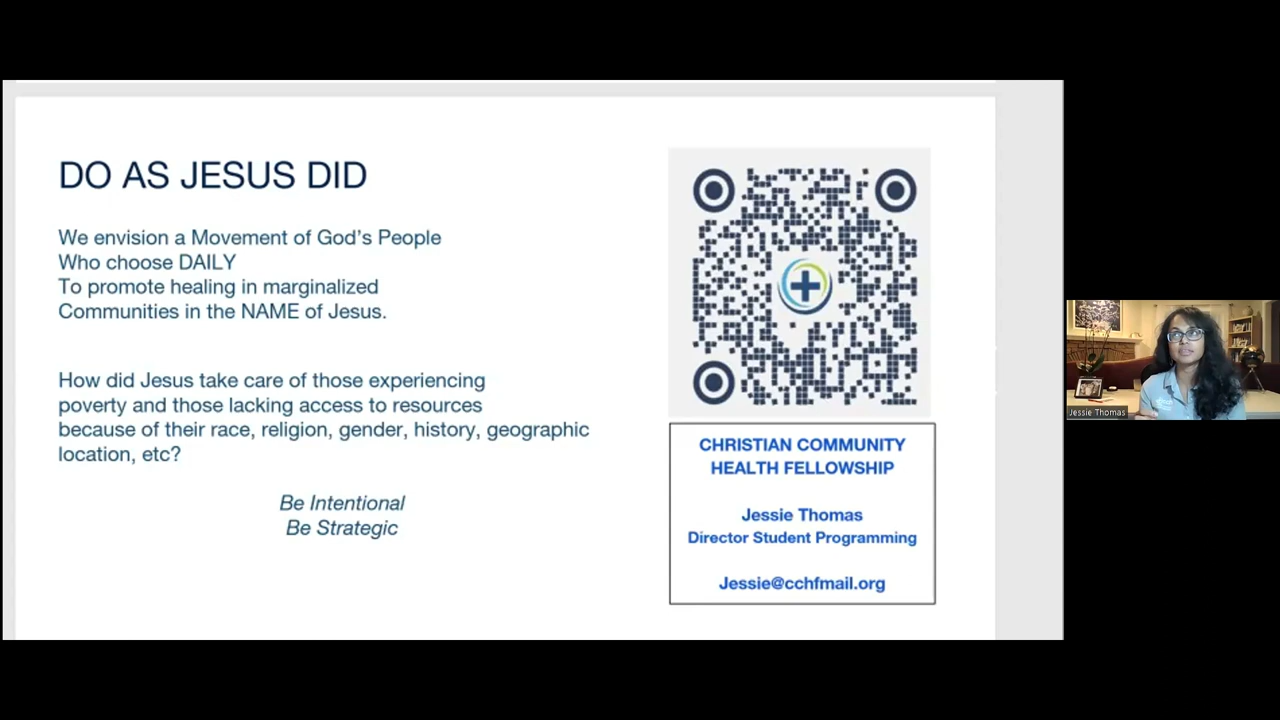 DO AS JESUS DID
We envision a Movement of God's People
Who choose DAILY
To promote healing in marginalized
Communities in the NAME of Jesus.
How did Jesus take care of those experiencing
poverty and those lacking access to resources
because of their race, religion, gender, history, geographic
location, etc?
Be Intentional
Be Strategic
CHRISTIAN COMMUNITY
HEALTH FELLOWSHIP
Jessie Thomas
Director Student Programming
Jessie@cchfmail.org
Jessie Thomas